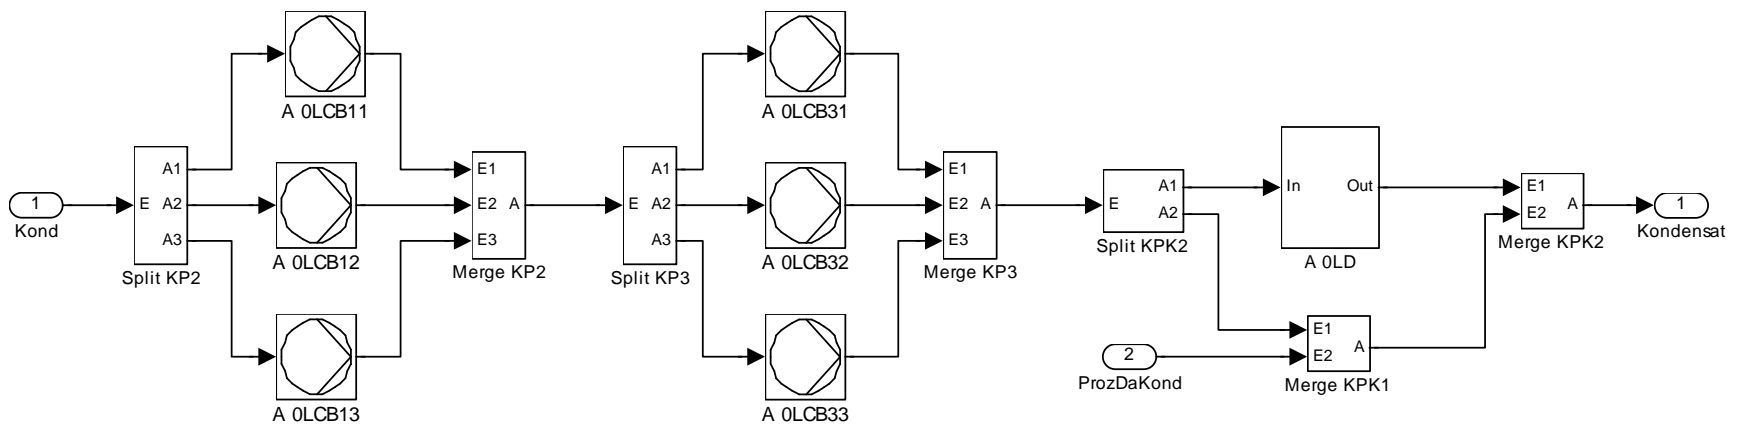 A 0LCB11
A 0LCB31
A1
E1
A1
E1
1
Kond
E
A2
A3
Split KP2
A 0LCB12
E2
E3
A
Merge KP2
E
A2
A3
Split KP3
A 0LCB32
E2
E3
A
Merge KP3
E
A1
A2
Split KPK2
In
Out
A 0LD
E1
E2
A
Merge KPK2
1
Kondensat
A 0LCB13
A 0LCB33
2
ProzDaKond
E1
E2
A
Merge KPK1